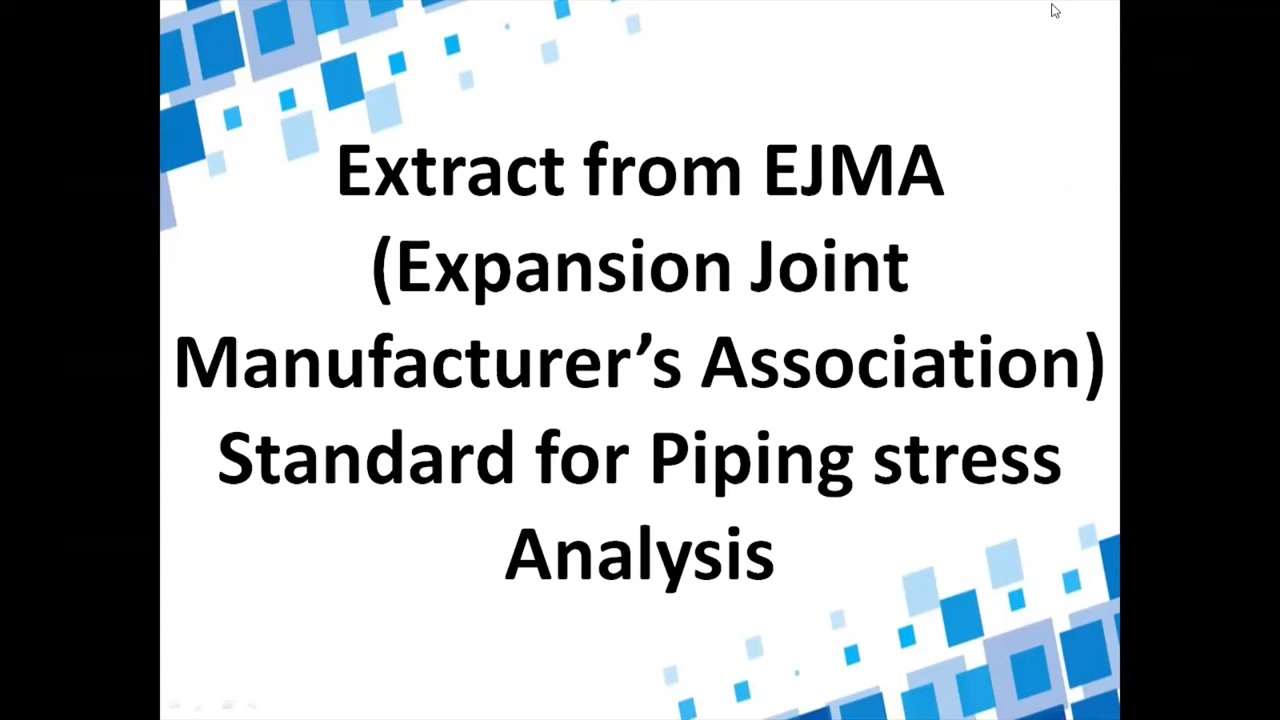 Extract from EJMA
(Expansion Joint
Manufacturer’s Association)
Standard for Piping stress
Analysis